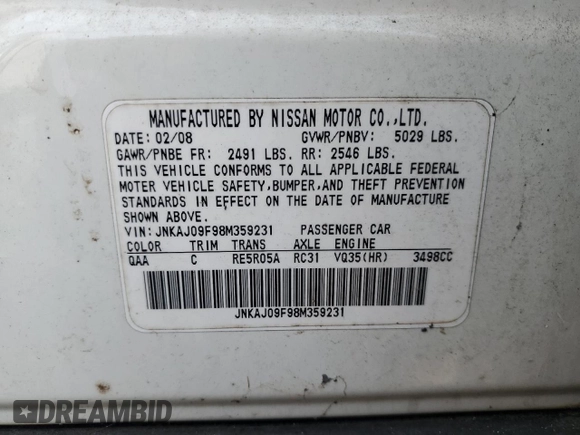 MANUFACTURED BY NISSAN MOTOR CO.,LTD.
DATE: 02/08 GVWR/PNBV: 5029 LBS.
GAWR/PNBE FR: 2491 LBS. RR: 2546 LBS.
THIS VEHICLE CONFORMS TO ALL APPLICABLE FEDERAL
MOTOR VEHICLE SAFETY,BUMPER,AND THEFT PREVENTION
STANDARDS IN EFFECT ON THE DATE OF MANUFACTURE
SHOWN ABOVE.
VIN: JNKAJ09F98M359231 PASSENGER CAR
COLOR TRIM TRANS AXLE ENGINE
QAA C RE5R05A RC31 VQ35(HR) 3498CC
JNKAJ09F98M359231
DREAMBID